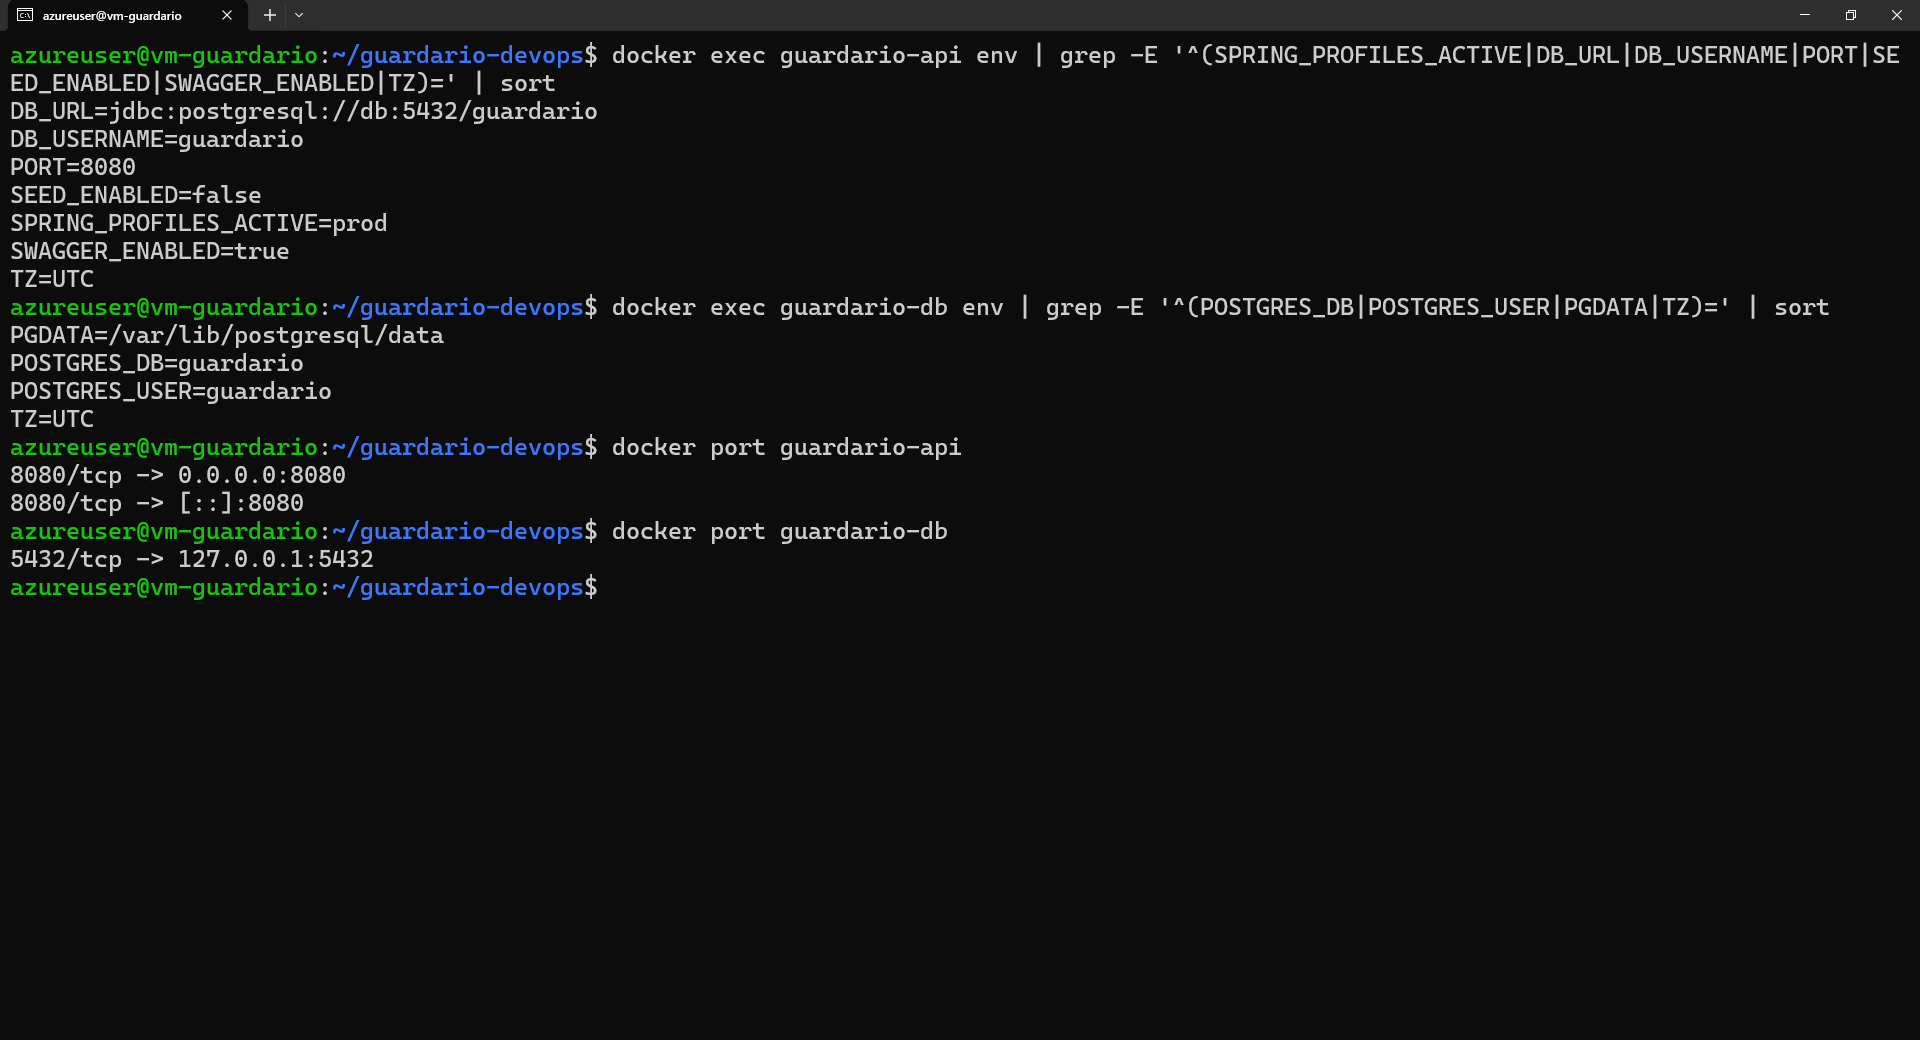 azureuser@vm-guardario
azureuser@vm-guardario:~/guardario-devops$ docker exec guardario-api env | grep -E '^(SPRING_PROFILES_ACTIVE|DB_URL|DB_USERNAME|PORT|SE
ED_ENABLED|SWAGGER_ENABLED|TZ)=' | sort
DB_URL=jdbc:postgresql://db:5432/guardario
DB_USERNAME=guardario
PORT=8080
SEED_ENABLED=false
SPRING_PROFILES_ACTIVE=prod
SWAGGER_ENABLED=true
TZ=UTC
azureuser@vm-guardario:~/guardario-devops$ docker exec guardario-db env | grep -E '^(POSTGRES_DB|POSTGRES_USER|PGDATA|TZ)=' | sort
PGDATA=/var/lib/postgresql/data
POSTGRES_DB=guardario
POSTGRES_USER=guardario
TZ=UTC
azureuser@vm-guardario:~/guardario-devops$ docker port guardario-api
8080/tcp -> 0.0.0.0:8080
8080/tcp -> [::]:8080
azureuser@vm-guardario:~/guardario-devops$ docker port guardario-db
5432/tcp -> 127.0.0.1:5432
azureuser@vm-guardario:~/guardario-devops$